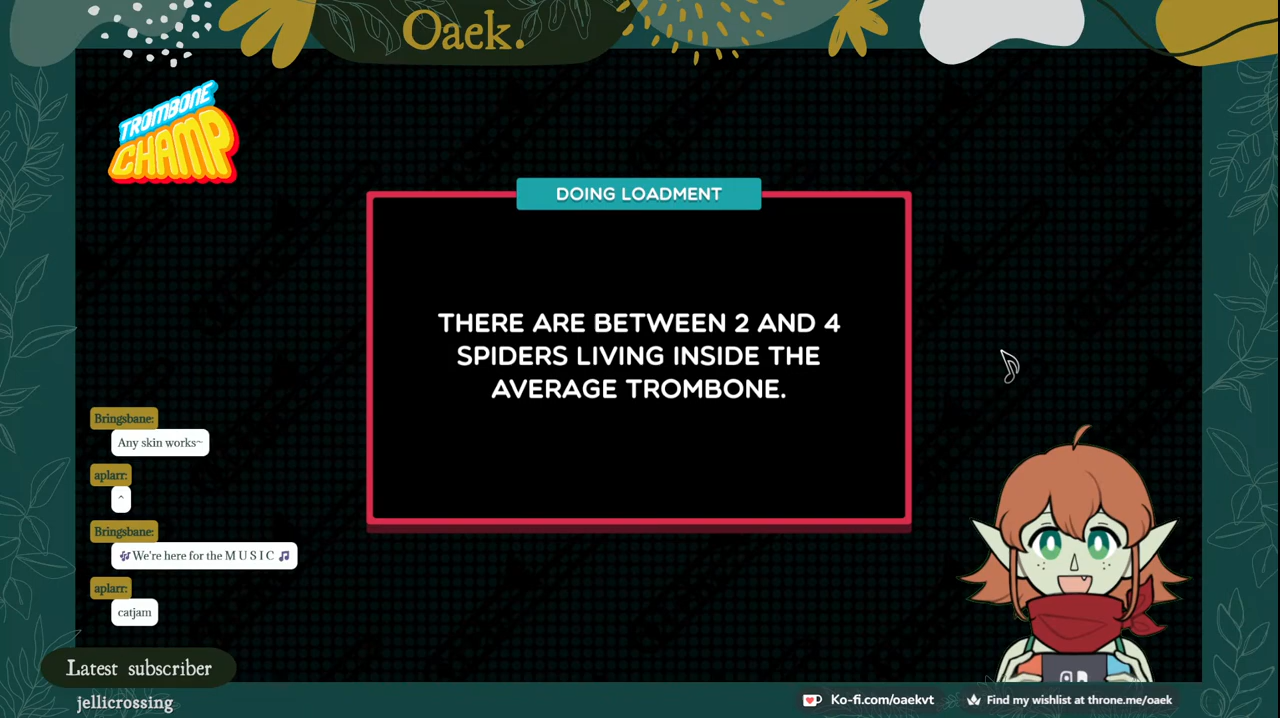 Oaek.
TROMBONE
CHAMP
DOING LOADMENT
THERE ARE BETWEEN 2 AND 4
SPIDERS LIVING INSIDE THE
AVERAGE TROMBONE.
Bringsbane:
Any skin works~
aplarr:
^
Bringsbane:
🎶 We're here for the M U S I C 🎵
aplarr:
catjam
Latest subscriber
jellicrossing
Ko-fi.com/oaekvt
Find my wishlist at throne.me/oaek